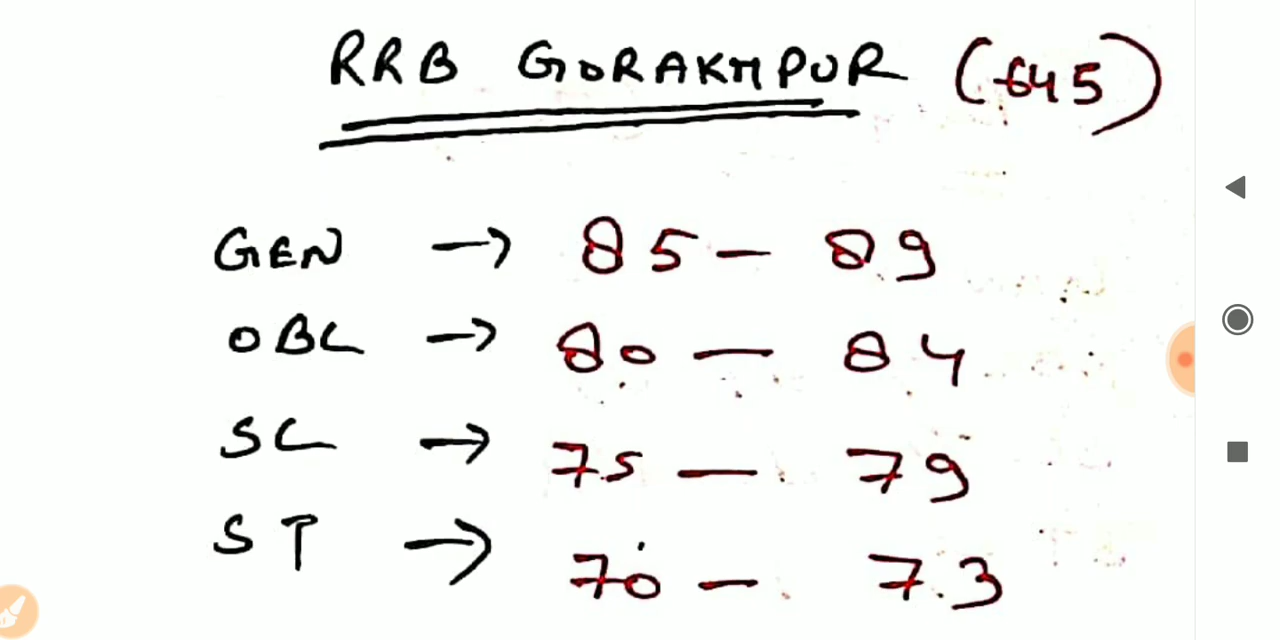 RRB GORAKHPUR (645)
GEN → 85 — 89
OBC → 80 — 84
SC → 75 — 79
ST → 70 — 73